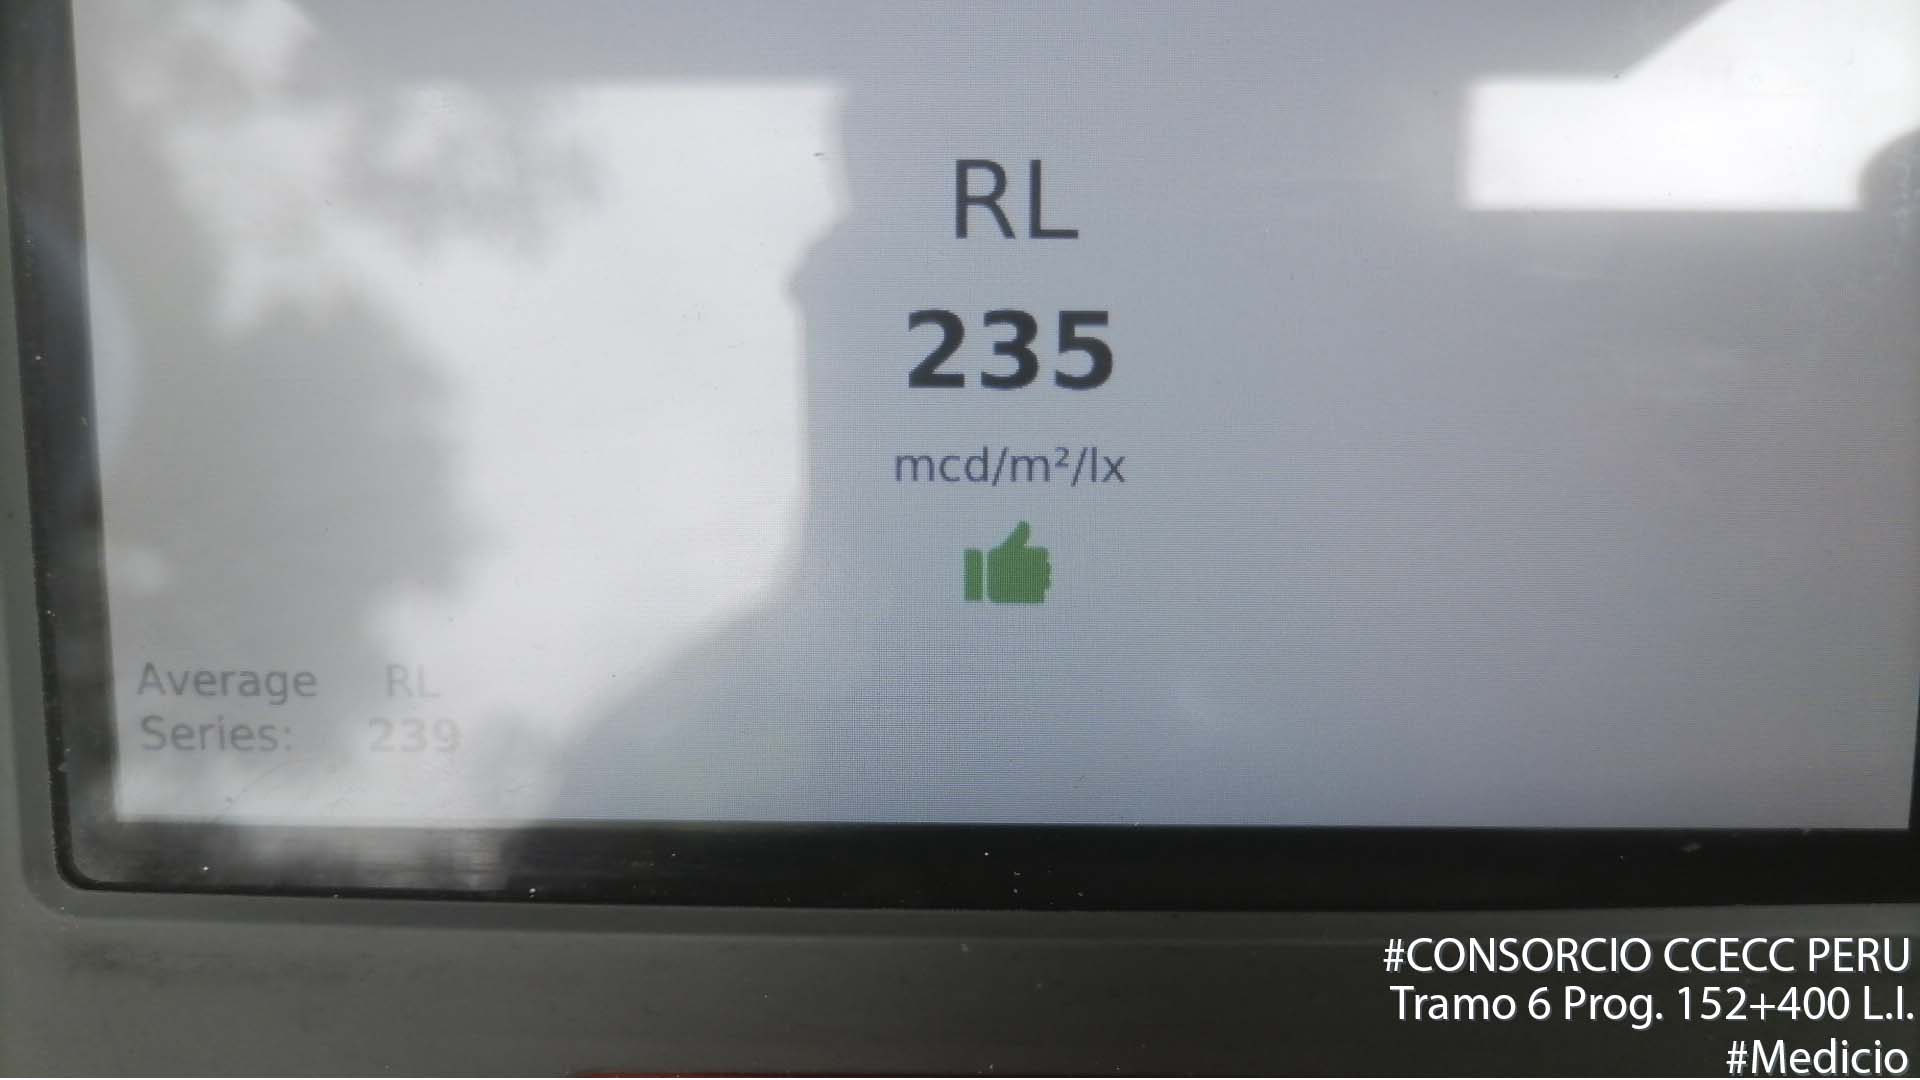 RL
235
mcd/m²/lx
Average RL
Series: 239
#CONSORCIO CCECC PERU
Tramo 6 Prog. 152+400 L.I.
#Medicio